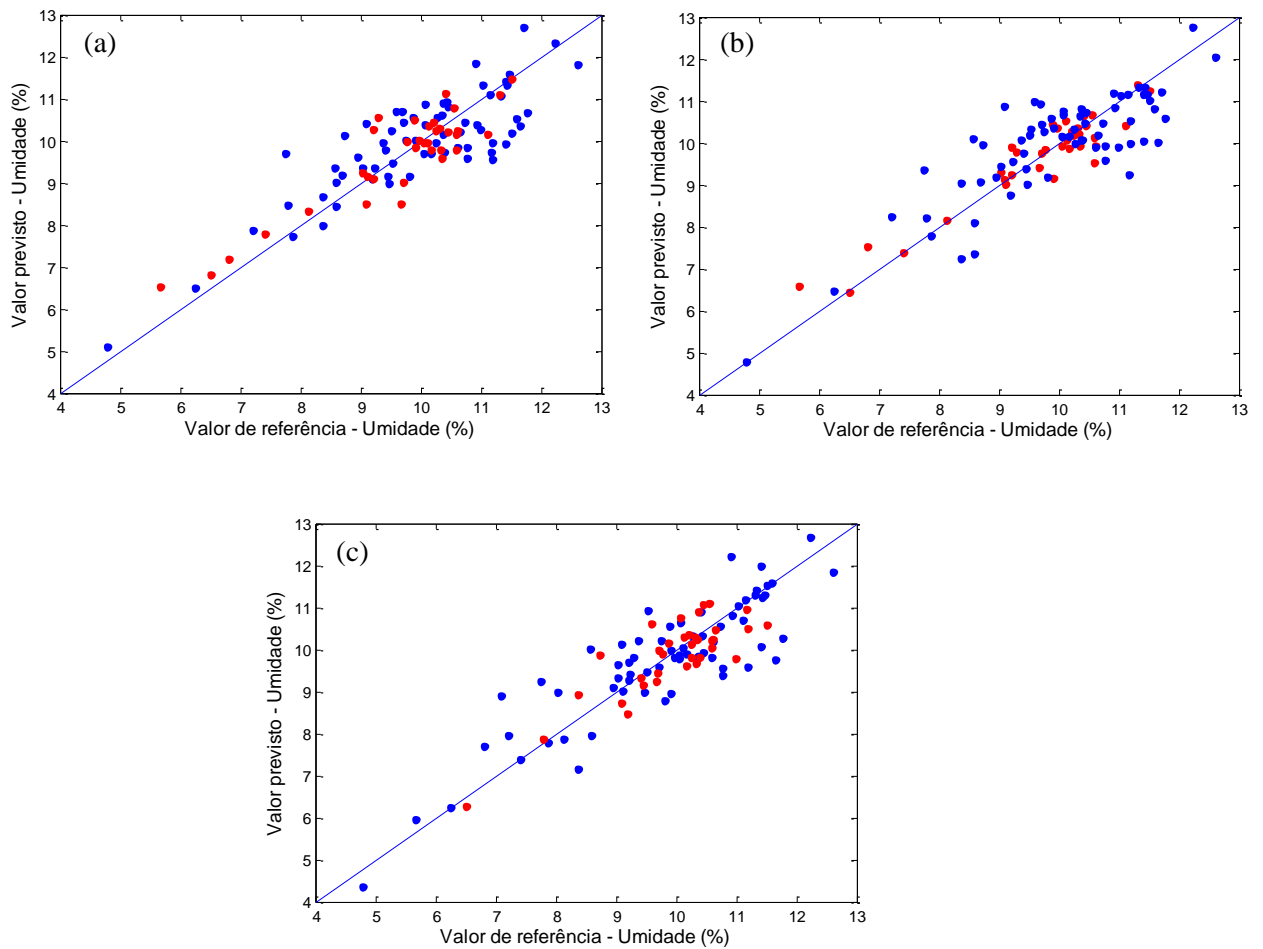 (a)
13
12
11
10
9
8
7
6
5
4
Valor previsto - Umidade (%)
4 5 6 7 8 9 10 11 12 13
Valor de referência - Umidade (%)
(b)
13
12
11
10
9
8
7
6
5
4
Valor previsto - Umidade (%)
4 5 6 7 8 9 10 11 12 13
Valor de referência - Umidade (%)
(c)
13
12
11
10
9
8
7
6
5
4
Valor previsto - Umidade (%)
4 5 6 7 8 9 10 11 12 13
Valor de referência - Umidade (%)